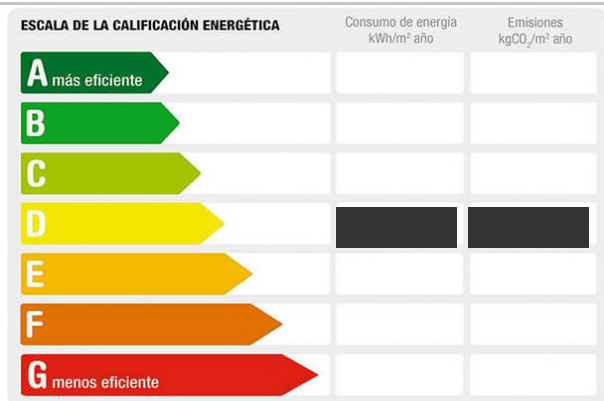 ESCALA DE LA CALIFICACIÓN ENERGÉTICA
Consumo de energía
kWh/m² año
Emisiones
kgCO₂/m² año
A más eficiente
B
C
D
E
F
G menos eficiente